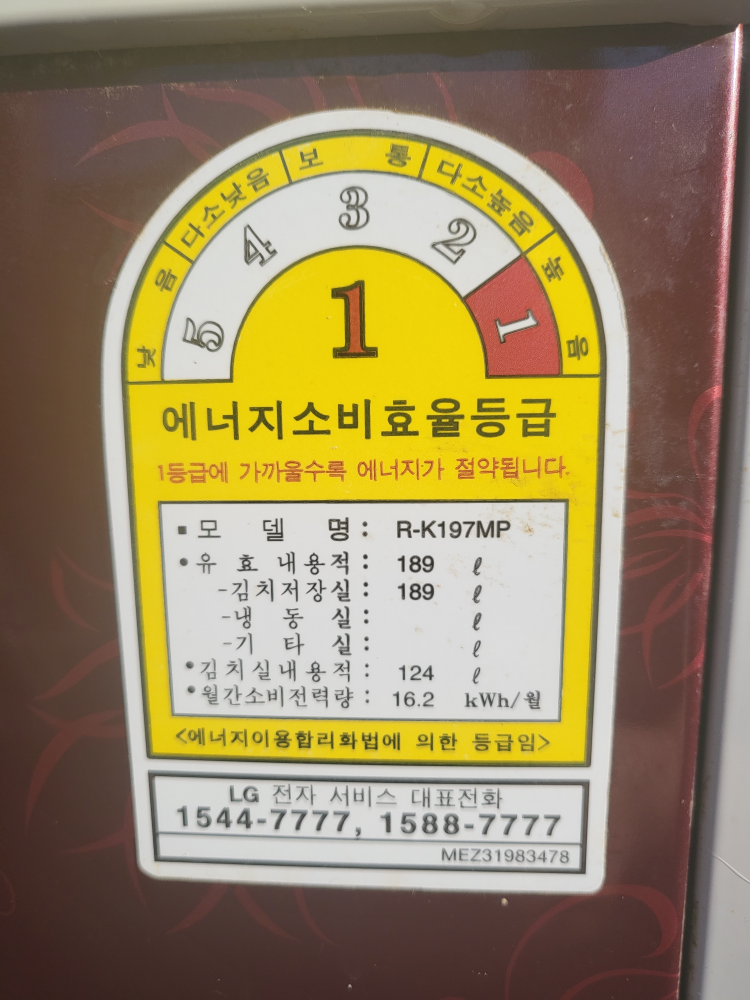 낮 음 다소낮음 보 통 다소높음 높 음
5 4 3 2 1
1
에너지소비효율등급
1등급에 가까울수록 에너지가 절약됩니다.
▪모 델 명: R-K197MP
•유 효 내용적: 189 ℓ
-김치저장실: 189 ℓ
-냉 동 실: ℓ
-기 타 실: ℓ
•김치실내용적: 124 ℓ
•월간소비전력량: 16.2 kWh/월
<에너지이용합리화법에 의한 등급임>
LG 전자 서비스 대표전화
1544-7777, 1588-7777
MEZ31983478